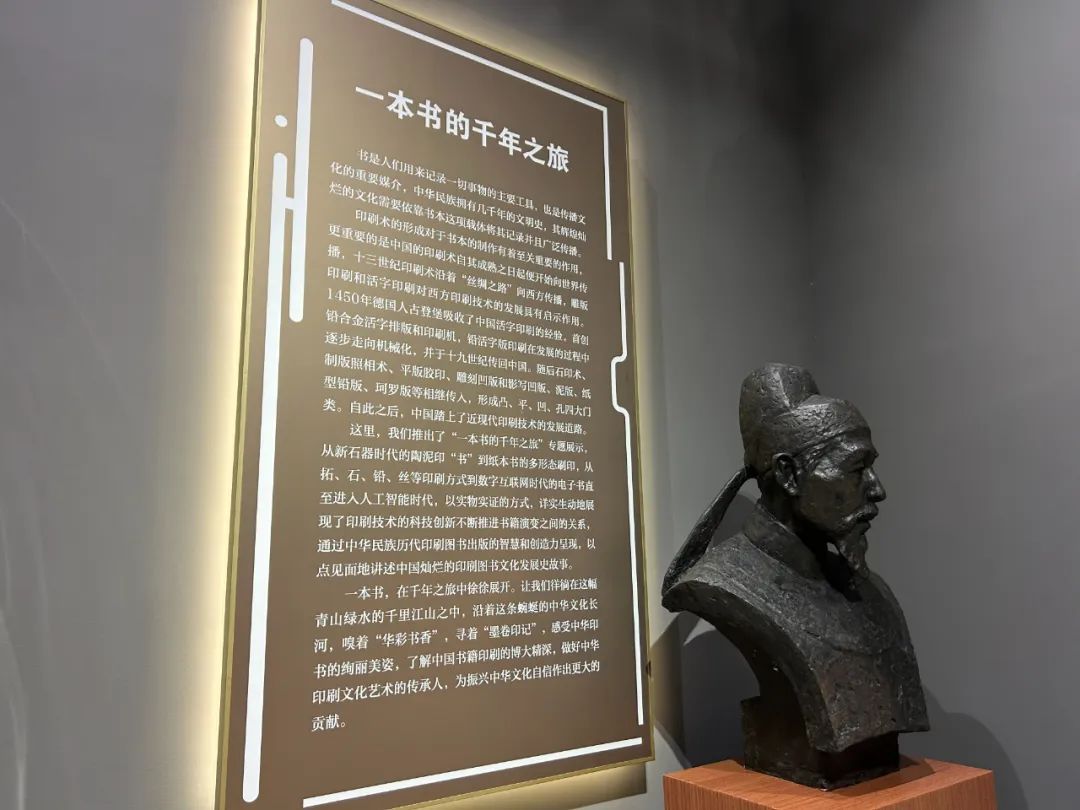 一本书的千年之旅
书是人们用来记录一切事物的主要工具，也是传播文
化的重要媒介，中华民族拥有几千年的文明史，其辉煌灿
烂的文化需要依靠书本这项载体将其记录并且广泛传播。
印刷术的形成对于书本的制作有着至关重要的作用，
更重要的是中国的印刷术自其成熟之日起便开始向世界传
播，十三世纪印刷术沿着“丝绸之路”向西方传播，雕版
印刷和活字印刷对西方印刷技术的发展具有启示作用。
1450年德国人古登堡吸收了中国活字印刷的经验，首创
铅合金活字排版和印刷机，铅活字版印刷在发展的过程中
逐步走向机械化，并于十九世纪传回中国。随后石印术、
制版照相术、平版胶印、雕刻凹版和影写凹版、泥版、纸
型铅版、珂罗版等相继传入，形成凸、平、凹、孔四大门
类。自此之后，中国踏上了近现代印刷技术的发展道路。
这里，我们推出了“一本书的千年之旅”专题展示，
从新石器时代的陶泥印“书”到纸本书的多形态刷印，从
拓、石、铅、丝等印刷方式到数字互联网时代的电子书直
至进入人工智能时代，以实物实证的方式，详实生动地展
现了印刷技术的科技创新不断推进书籍演变之间的关系，
通过中华民族历代印刷图书出版的智慧和创造力呈现，以
点见面地讲述中国灿烂的印刷图书文化发展史故事。
一本书，在千年之旅中徐徐展开。让我们徉徜在这幅
青山绿水的千里江山之中，沿着这条蜿蜒的中华文化长
河，嗅着“华彩书香”，寻着“墨卷印记”，感受中华印
书的绚丽美姿，了解中国书籍印刷的博大精深，做好中华
印刷文化艺术的传承人，为振兴中华文化自信作出更大的
贡献。